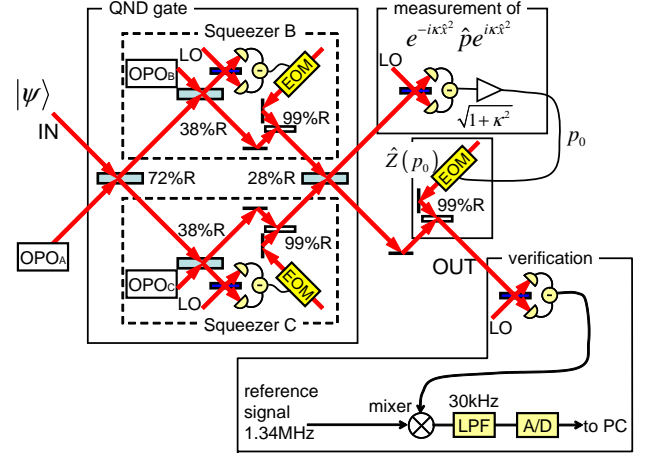 QND gate
measurement of
e^{-iκx̂²} p̂ e^{iκx̂²}
Squeezer B
LO
OPO_B
EOM
LO
|ψ⟩
IN
38%R
99%R
√1+κ²
p₀
Ẑ(p₀)
EOM
72%R
28%R
99%R
38%R
99%R
OPO_A
OPO_C
EOM
LO
Squeezer C
OUT
verification
LO
reference
signal
1.34MHz
mixer
30kHz
LPF
A/D
to PC